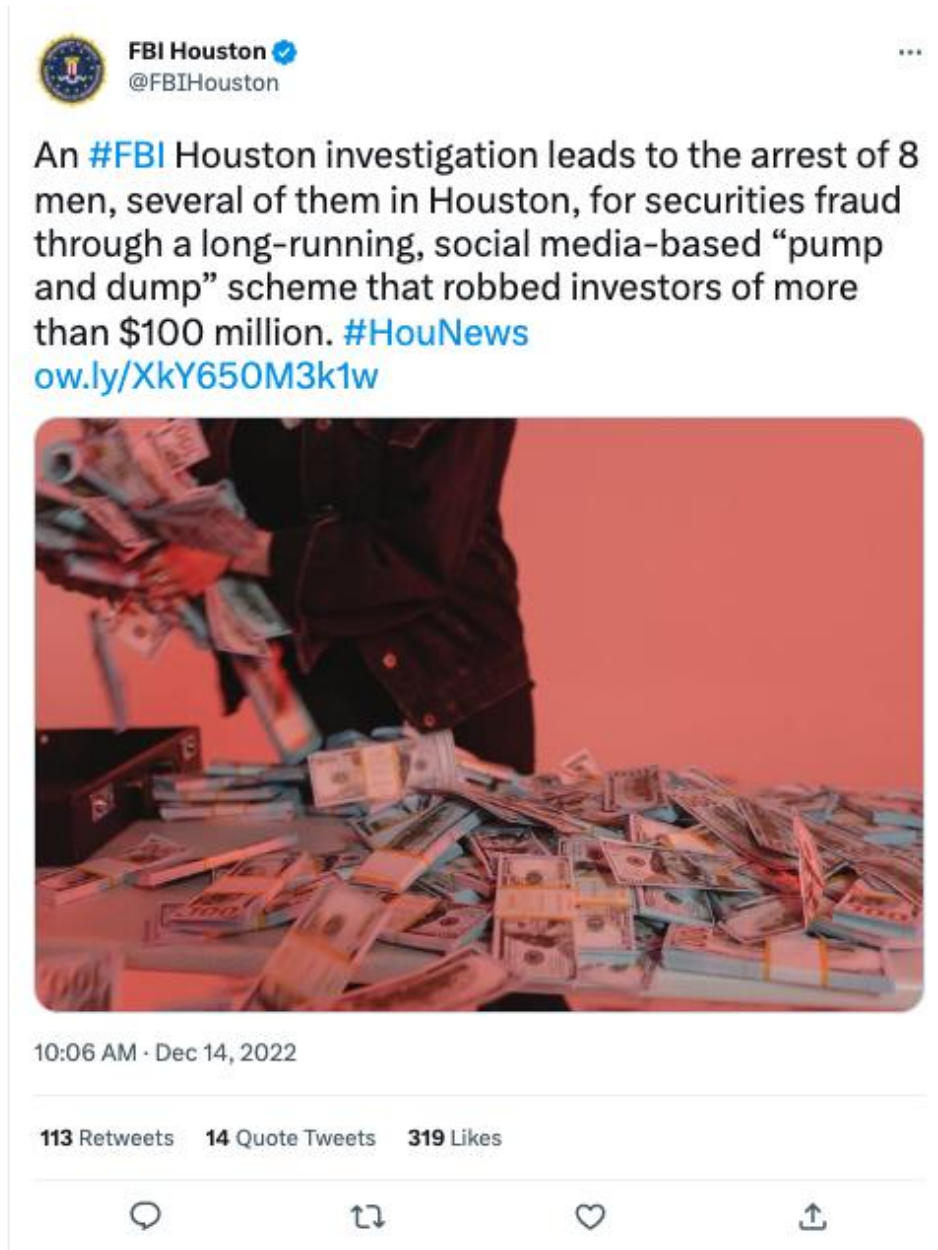 FBI Houston
@FBIHouston
An #FBI Houston investigation leads to the arrest of 8
men, several of them in Houston, for securities fraud
through a long-running, social media-based “pump
and dump” scheme that robbed investors of more
than $100 million. #HouNews
ow.ly/XkY650M3k1w
10:06 AM · Dec 14, 2022
113 Retweets 14 Quote Tweets 319 Likes